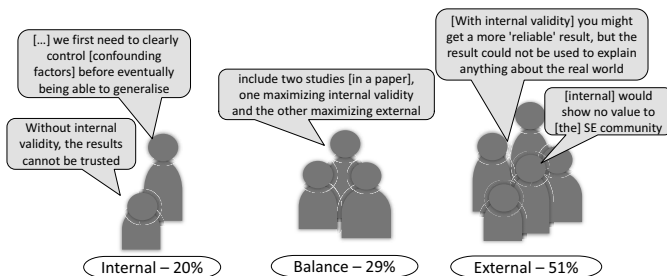 [...] we first need to clearly
control [confounding
factors] before eventually
being able to generalise
Without internal
validity, the results
cannot be trusted
Internal – 20%
include two studies [in a paper],
one maximizing internal validity
and the other maximizing external
Balance – 29%
[With internal validity] you might
get a more 'reliable' result, but the
result could not be used to explain
anything about the real world
[internal] would
show no value to
[the] SE community
External – 51%